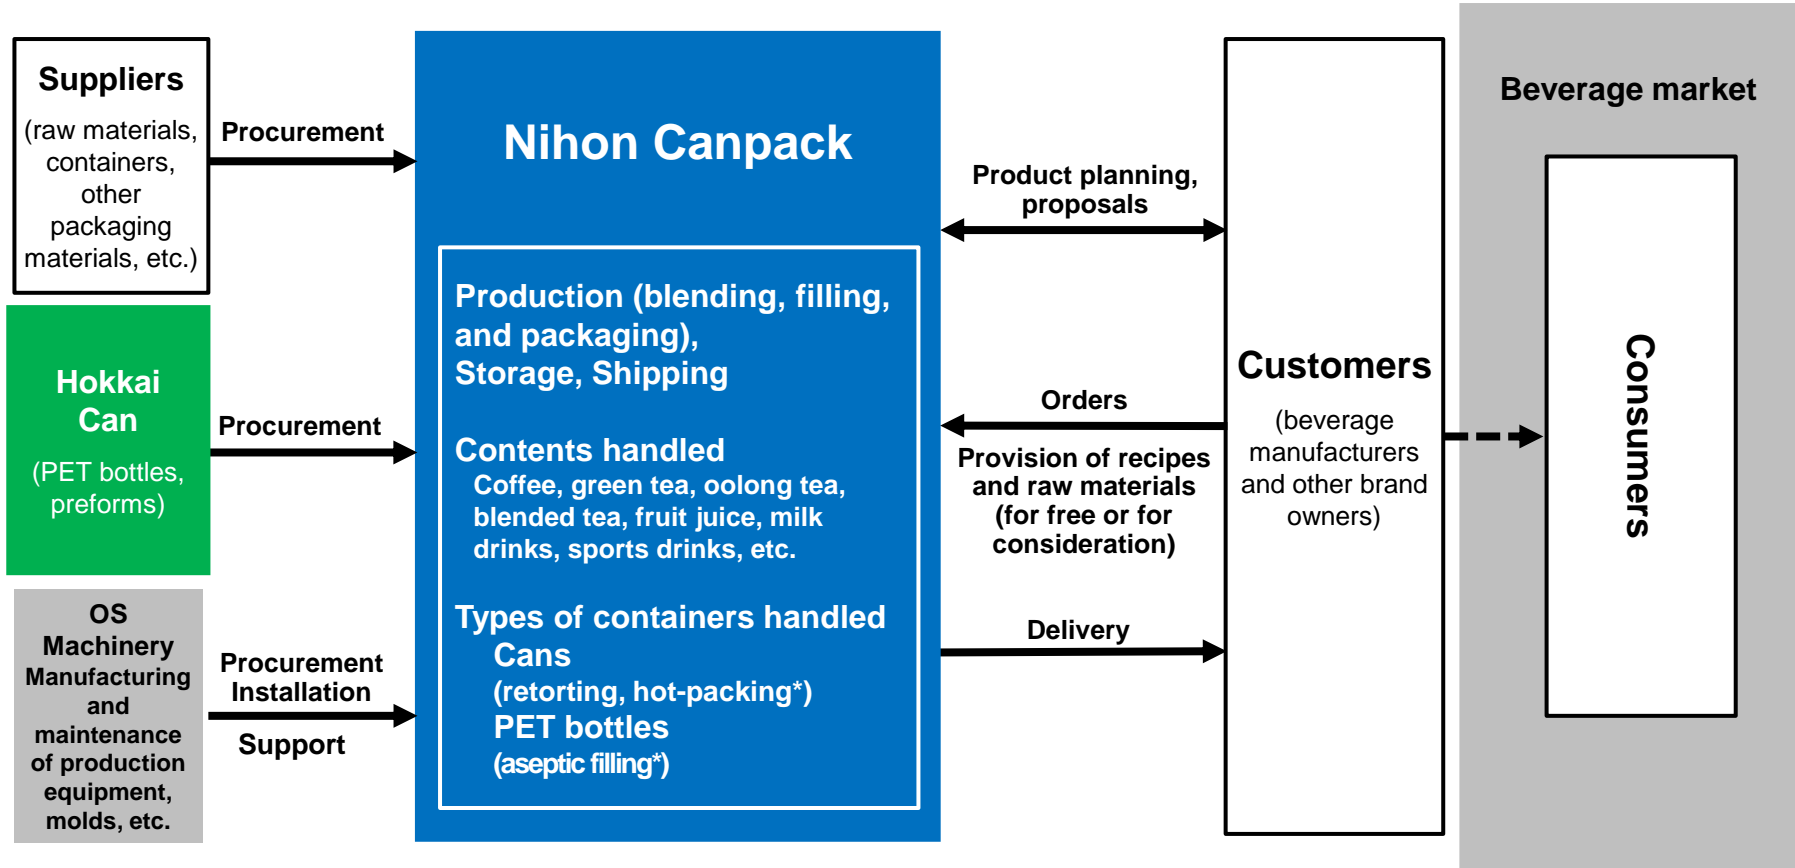 Suppliers
(raw materials,
containers,
other
packaging
materials, etc.)
Procurement
Hokkai
Can
(PET bottles,
preforms)
Procurement
OS
Machinery
Manufacturing
and
maintenance
of production
equipment,
molds, etc.
Procurement
Installation
Support
Nihon Canpack
Production (blending, filling,
and packaging),
Storage, Shipping
Contents handled
Coffee, green tea, oolong tea,
blended tea, fruit juice, milk
drinks, sports drinks, etc.
Types of containers handled
Cans
(retorting, hot-packing*)
PET bottles
(aseptic filling*)
Product planning,
proposals
Orders
Provision of recipes
and raw materials
(for free or for
consideration)
Delivery
Customers
(beverage
manufacturers
and other brand
owners)
Beverage market
Consumers